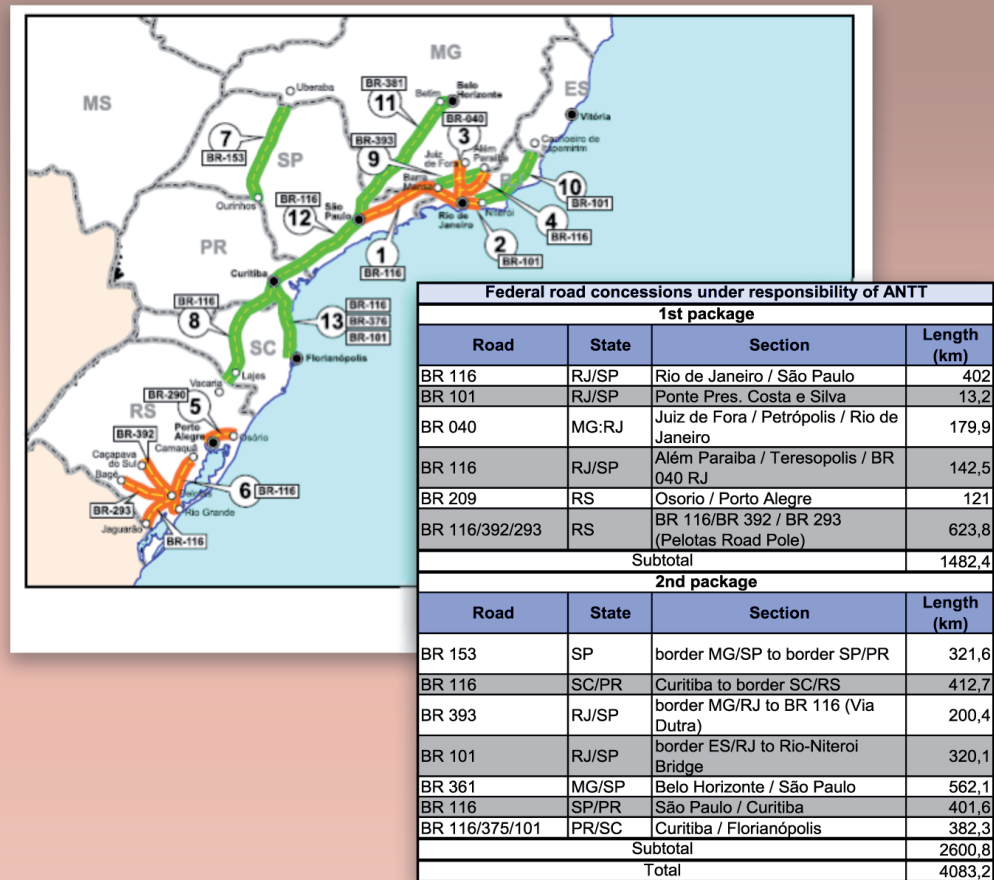 MG
ES
MS
BR-381
Belo
Horizonte
Betim
11
Uberaba
Vitória
BR-040
3
7
BR-153
SP
BR-393
9
Juiz
de Fora
Além
Paraíba
Barra
Mansa
10
BR-101
Ourinhos
BR-116
12
São
Paulo
Rio de
Janeiro
Niterói
4
BR-116
2
BR-101
1
BR-116
PR
Curitiba
BR-116
8
BR-116
13
BR-376
BR-101
SC
Florianópolis
Lajes
Vacaria
BR-290
5
RS
Porto
Alegre
Osório
BR-392
Camaquã
Caçapava
do Sul
Bagé
6
BR-116
Pelotas
Rio Grande
BR-293
Jaguarão
BR-116
Federal road concessions under responsibility of ANTT
1st package
Road State Section Length
(km)
BR 116 RJ/SP Rio de Janeiro / São Paulo 402
BR 101 RJ/SP Ponte Pres. Costa e Silva 13,2
BR 040 MG:RJ Juiz de Fora / Petrópolis / Rio de
Janeiro 179,9
BR 116 RJ/SP Além Paraiba / Teresopolis / BR
040 RJ 142,5
BR 209 RS Osorio / Porto Alegre 121
BR 116/392/293 RS BR 116/BR 392 / BR 293
(Pelotas Road Pole) 623,8
Subtotal 1482,4
2nd package
Road State Section Length
(km)
BR 153 SP border MG/SP to border SP/PR 321,6
BR 116 SC/PR Curitiba to border SC/RS 412,7
BR 393 RJ/SP border MG/RJ to BR 116 (Via
Dutra) 200,4
BR 101 RJ/SP border ES/RJ to Rio-Niteroi
Bridge 320,1
BR 361 MG/SP Belo Horizonte / São Paulo 562,1
BR 116 SP/PR São Paulo / Curitiba 401,6
BR 116/375/101 PR/SC Curitiba / Florianópolis 382,3
Subtotal 2600,8
Total 4083,2